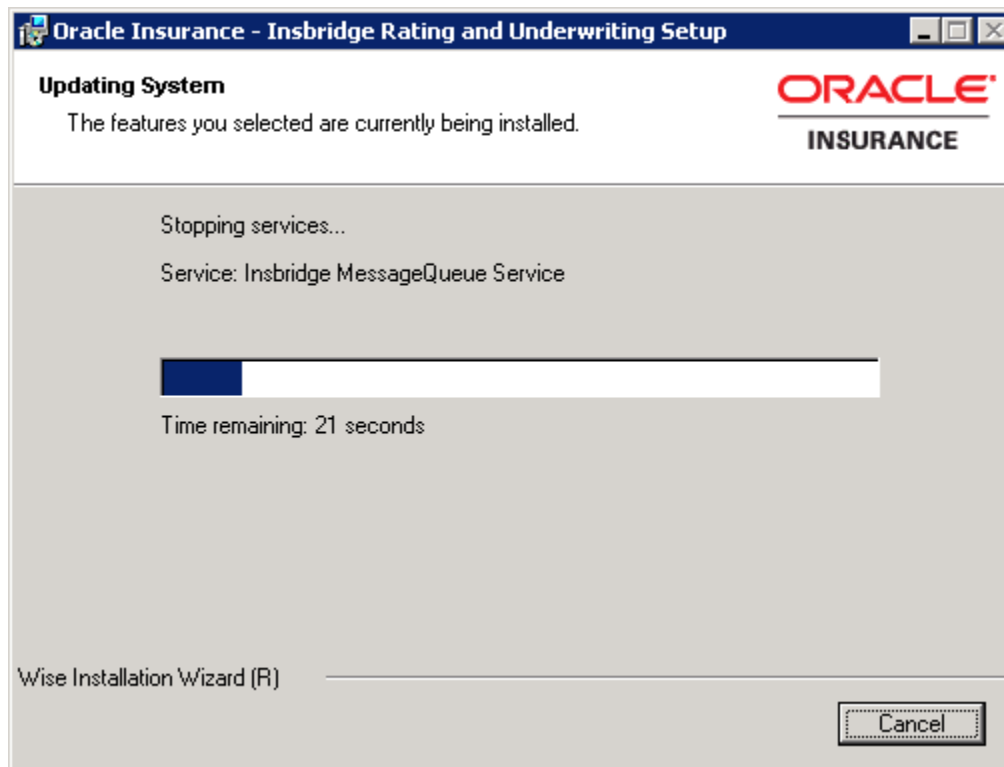 Oracle Insurance - Insbridge Rating and Underwriting Setup
Updating System
The features you selected are currently being installed.
ORACLE
INSURANCE
Stopping services...
Service: Insbridge MessageQueue Service
Time remaining: 21 seconds
Wise Installation Wizard (R)
Cancel